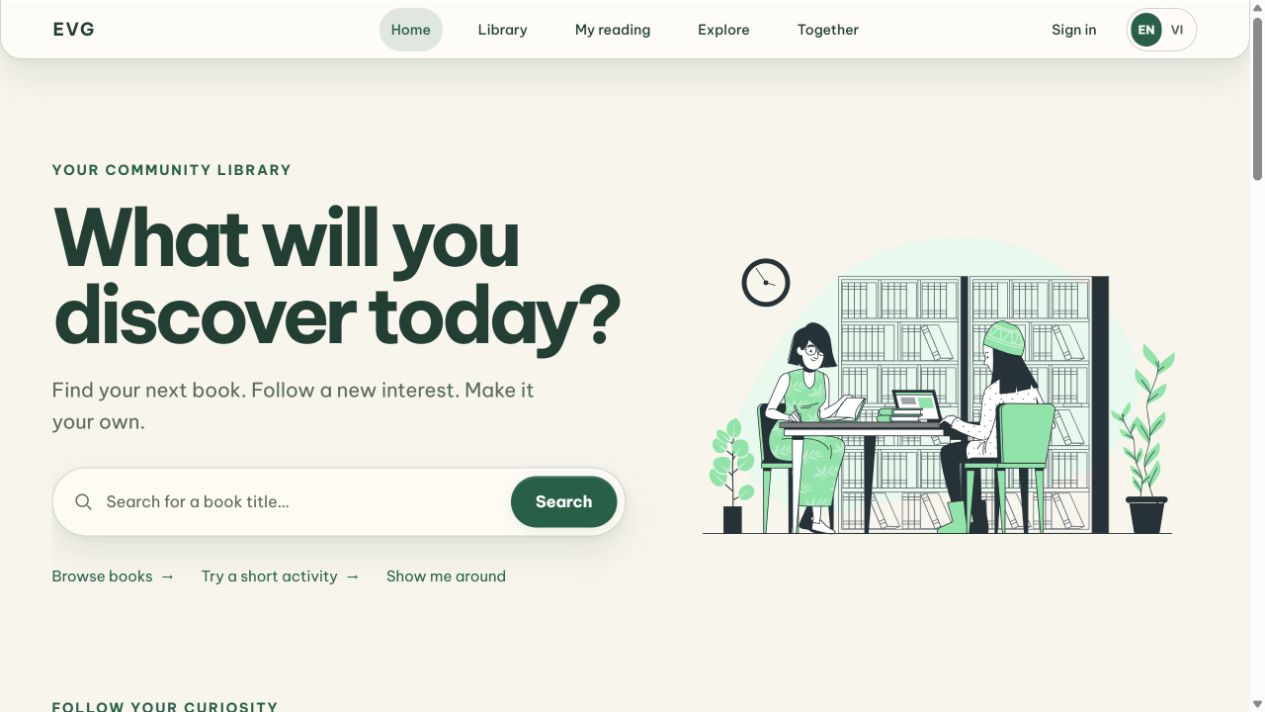 EVG
Home
Library
My reading
Explore
Together
Sign in
EN
VI
YOUR COMMUNITY LIBRARY
What will you
discover today?
Find your next book. Follow a new interest. Make it
your own.
Search for a book title...
Search
Browse books →
Try a short activity →
Show me around
FOLLOW YOUR CURIOSITY